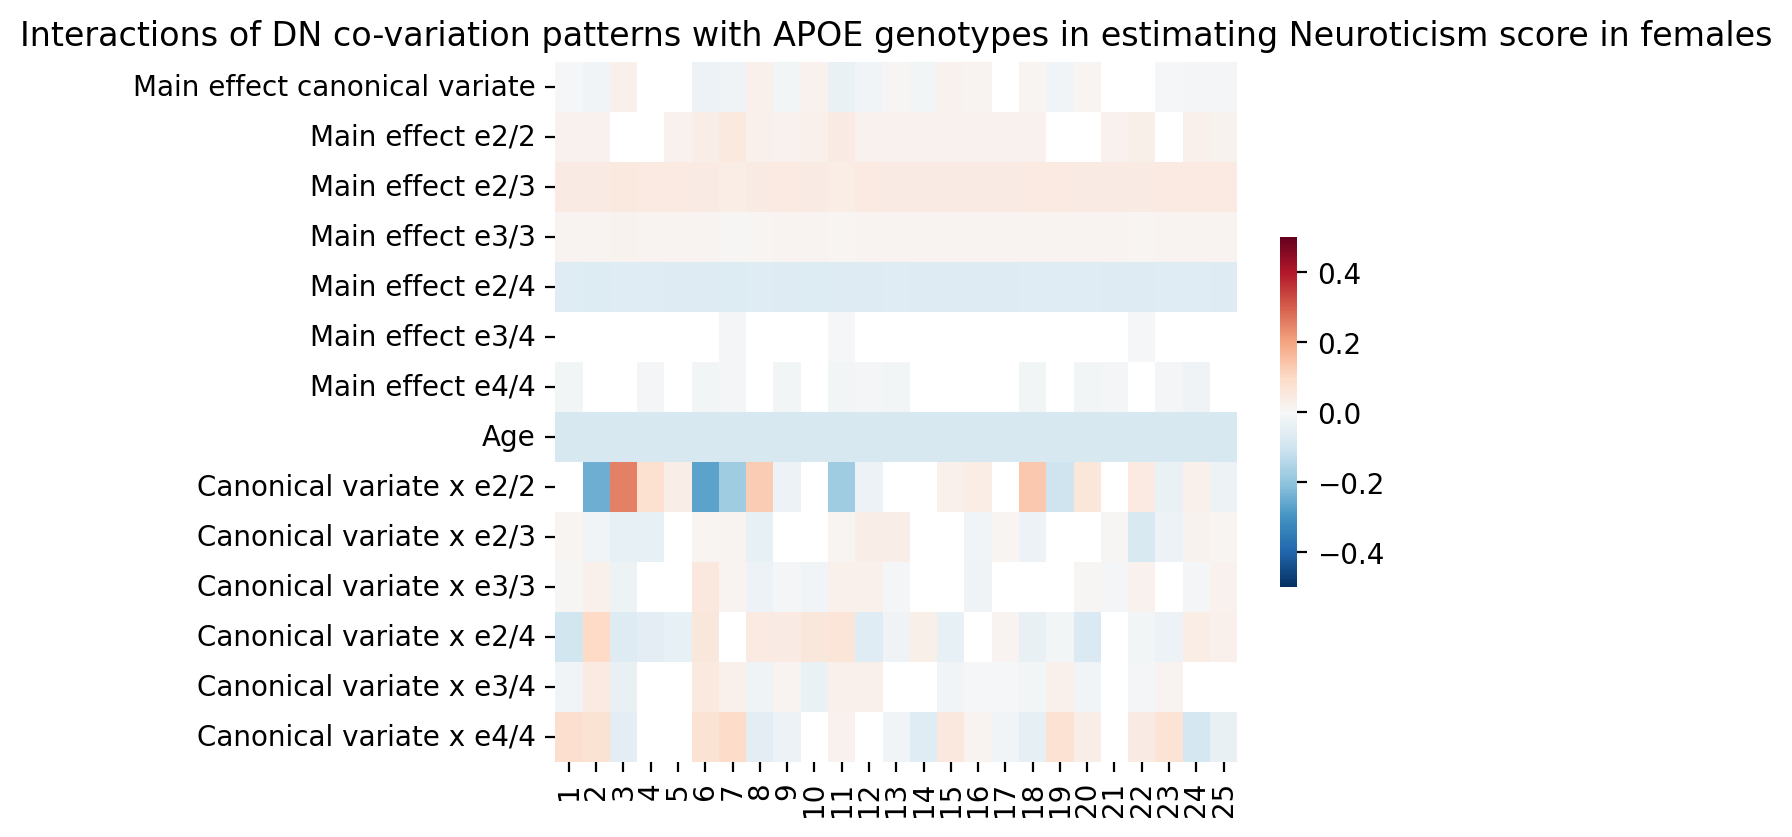 Interactions of DN co-variation patterns with APOE genotypes in estimating Neuroticism score in females
Main effect canonical variate
Main effect e2/2
Main effect e2/3
Main effect e3/3
Main effect e2/4
Main effect e3/4
Main effect e4/4
Age
Canonical variate x e2/2
Canonical variate x e2/3
Canonical variate x e3/3
Canonical variate x e2/4
Canonical variate x e3/4
Canonical variate x e4/4
1 2 3 4 5 6 7 8 9 10 11 12 13 14 15 16 17 18 19 20 21 22 23 24 25
0.4
0.2
0.0
−0.2
−0.4